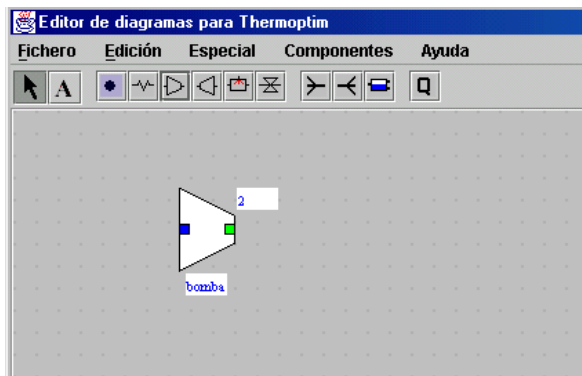 Editor de diagramas para Thermoptim
Fichero Edición Especial Componentes Ayuda
A Q
2
bomba